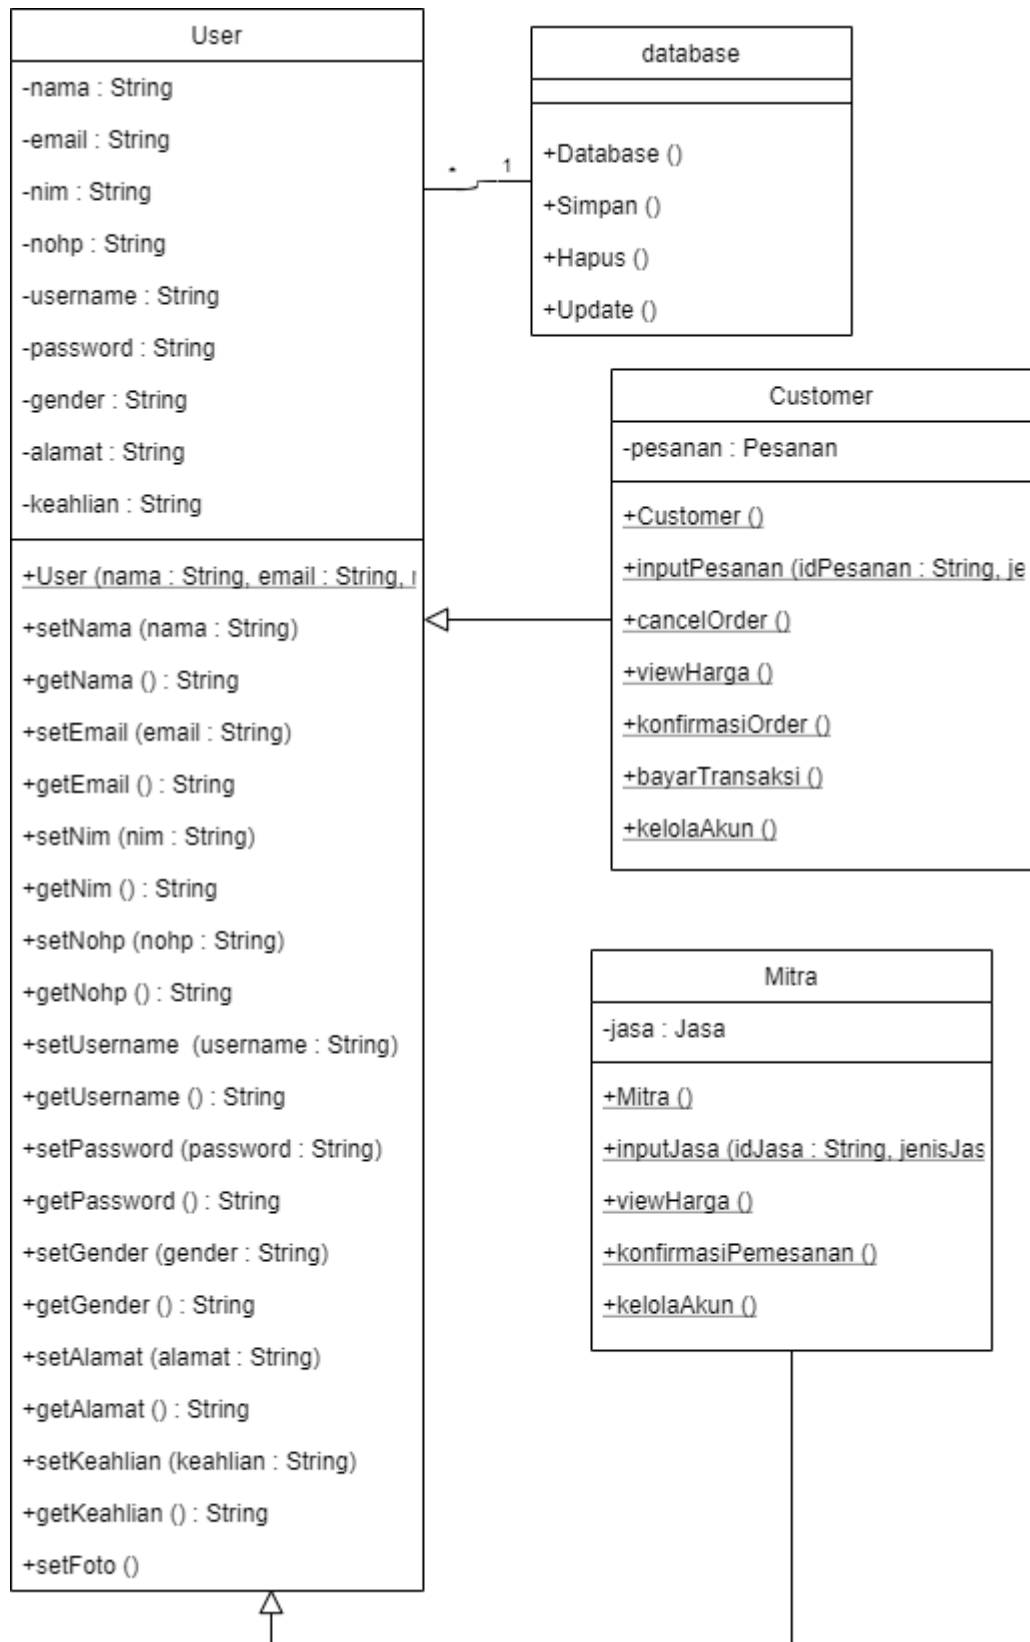 User
-nama : String
-email : String
-nim : String
-nohp : String
-username : String
-password : String
-gender : String
-alamat : String
-keahlian : String
+User (nama : String, email : String,
+setNama (nama : String)
+getNama () : String
+setEmail (email : String)
+getEmail () : String
+setNim (nim : String)
+getNim () : String
+setNohp (nohp : String)
+getNohp () : String
+setUsername (username : String)
+getUsername () : String
+setPassword (password : String)
+getPassword () : String
+setGender (gender : String)
+getGender () : String
+setAlamat (alamat : String)
+getAlamat () : String
+setKeahlian (keahlian : String)
+getKeahlian () : String
+setFoto ()
* 1
database
+Database ()
+Simpan ()
+Hapus ()
+Update ()
Customer
-pesanan : Pesanan
+Customer ()
+inputPesanan (idPesanan : String, je
+cancelOrder ()
+viewHarga ()
+konfirmasiOrder ()
+bayarTransaksi ()
+kelolaAkun ()
Mitra
-jasa : Jasa
+Mitra ()
+inputJasa (idJasa : String, jenisJas
+viewHarga ()
+konfirmasiPemesanan ()
+kelolaAkun ()